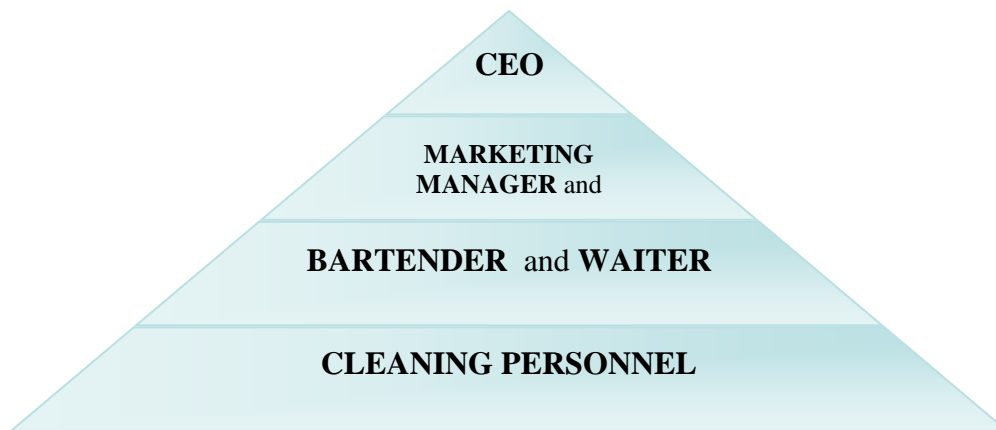 CEO
MARKETING
MANAGER and
BARTENDER and WAITER
CLEANING PERSONNEL